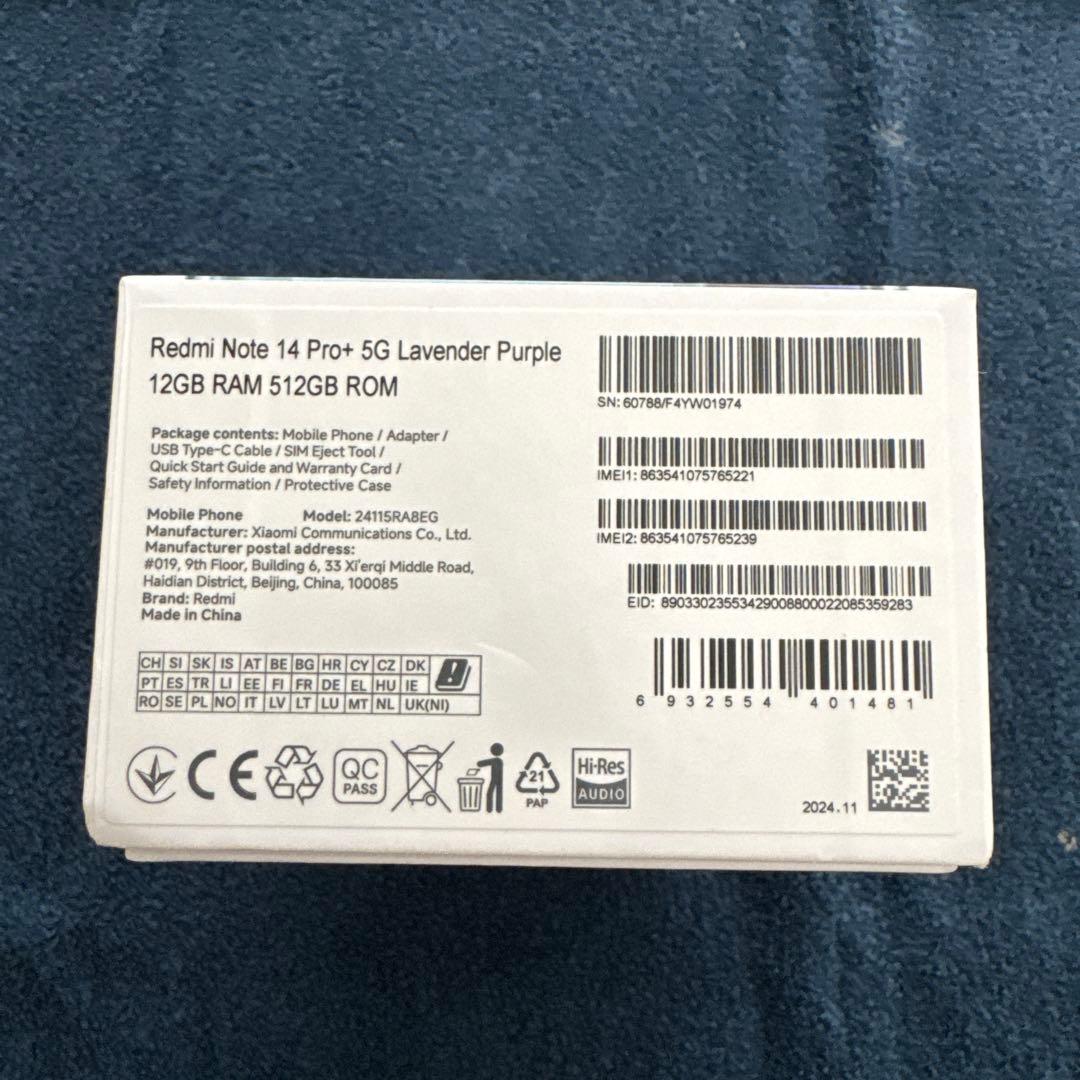 Redmi Note 14 Pro+ 5G Lavender Purple
12GB RAM 512GB ROM
Package contents: Mobile Phone / Adapter /
USB Type-C Cable / SIM Eject Tool /
Quick Start Guide and Warranty Card /
Safety Information / Protective Case
Mobile Phone Model: 24115RA8EG
Manufacturer: Xiaomi Communications Co., Ltd.
Manufacturer postal address:
#019, 9th Floor, Building 6, 33 Xi'erqi Middle Road,
Haidian District, Beijing, China, 100085
Brand: Redmi
Made in China
CH SI SK IS AT BE BG HR CY CZ DK
PT ES TR LI EE FI FR DE EL HU IE
RO SE PL NO IT LV LT LU MT NL UK(NI)
CE
QC
PASS
21
PAP
Hi-Res
AUDIO
SN: 60788/F4YW01974
IMEI1: 863541075765221
IMEI2: 863541075765239
EID: 89033023553429008800022085359283
6 932554 401481
2024.11